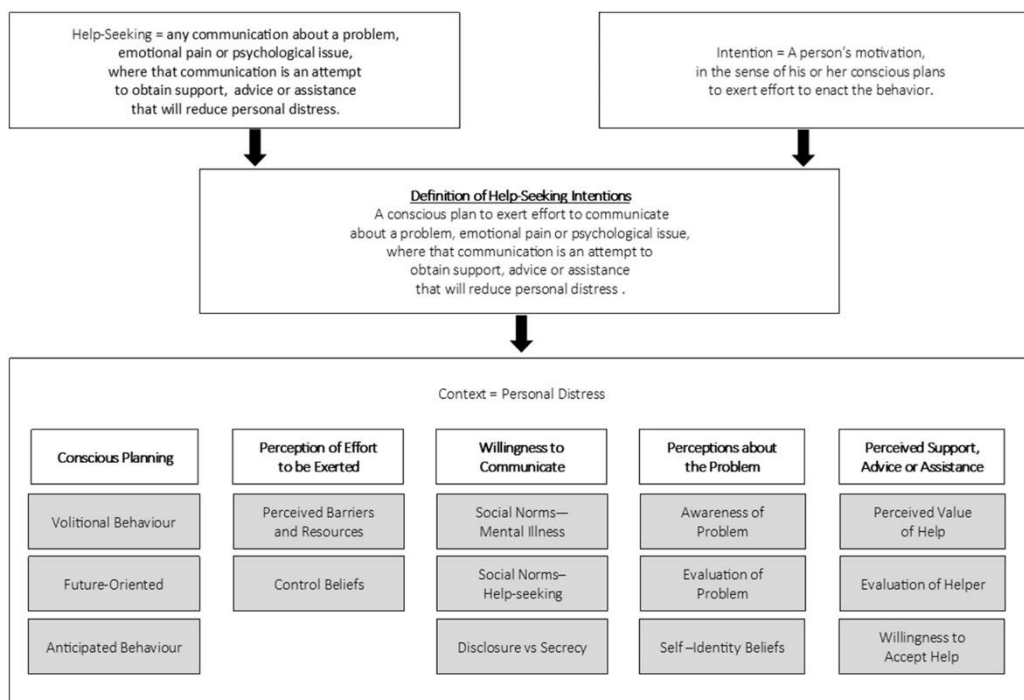 Help-Seeking = any communication about a problem,
emotional pain or psychological issue,
where that communication is an attempt
to obtain support, advice or assistance
that will reduce personal distress.
Intention = A person's motivation,
in the sense of his or her conscious plans
to exert effort to enact the behavior.
Definition of Help-Seeking Intentions
A conscious plan to exert effort to communicate
about a problem, emotional pain or psychological issue,
where that communication is an attempt to
obtain support, advice or assistance
that will reduce personal distress .
Context = Personal Distress
Conscious Planning
Volitional Behaviour
Future-Oriented
Anticipated Behaviour
Perception of Effort
to be Exerted
Perceived Barriers
and Resources
Control Beliefs
Willingness to
Communicate
Social Norms—
Mental Illness
Social Norms–
Help-seeking
Disclosure vs Secrecy
Perceptions about
the Problem
Awareness of
Problem
Evaluation of
Problem
Self –Identity Beliefs
Perceived Support,
Advice or Assistance
Perceived Value
of Help
Evaluation of Helper
Willingness to
Accept Help